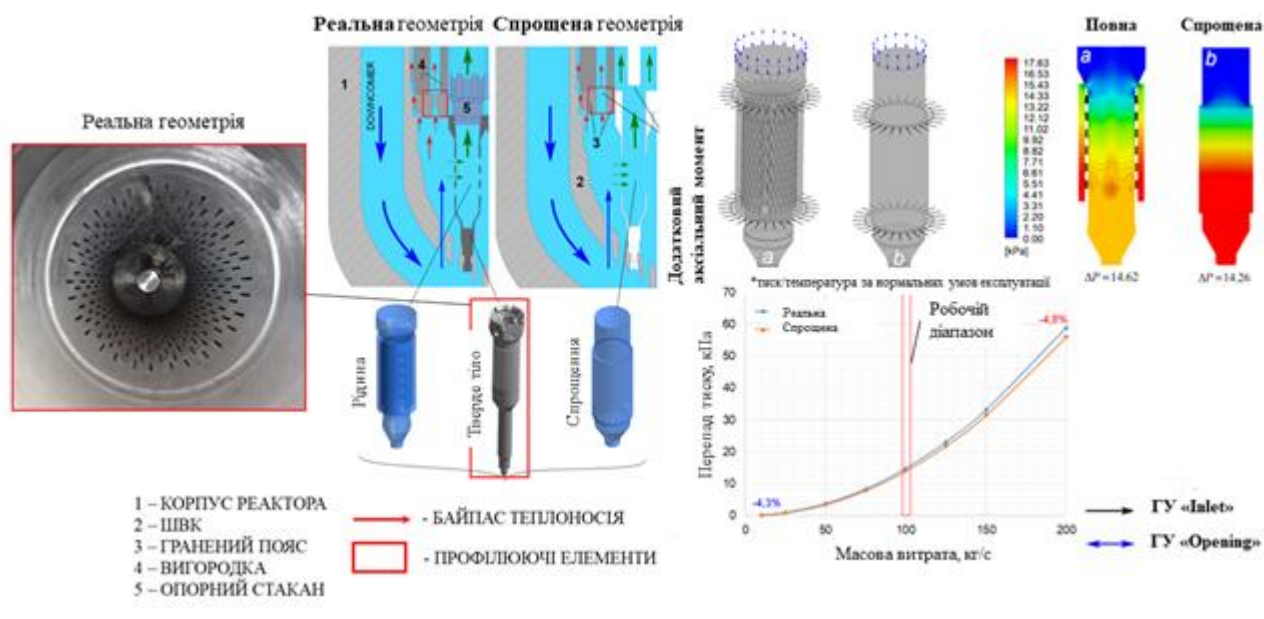 Реальна геометрія
Реальна геометрія
Спрощена геометрія
1
DOWNCOMER
4
5
2
3
Рідина
Тверде тіло
Спрощення
1 – КОРПУС РЕАКТОРА
2 – ШВК
3 – ГРАНЕНИЙ ПОЯС
4 – ВИГОРОДКА
5 – ОПОРНИЙ СТАКАН
- БАЙПАС ТЕПЛОНОСІЯ
- ПРОФІЛЮЮЧІ ЕЛЕМЕНТИ
Додатковий
аксіальний момент
a
b
17.63
16.53
15.43
14.33
13.22
12.12
11.02
9.92
8.82
7.71
6.61
5.51
4.41
3.31
2.20
1.10
0.00
[kPa]
Повна
Спрощена
a
b
ΔP=14.62
ΔP=14.26
*тиск/температура за нормальних умов експлуатації
Реальна
Спрощена
Робочій
діапазон
-4,8%
-4,3%
70
60
50
40
30
20
10
0
0
50
100
150
200
Перепад тиску, кПа
Масова витрата, кг/с
ГУ «Inlet»
ГУ «Opening»